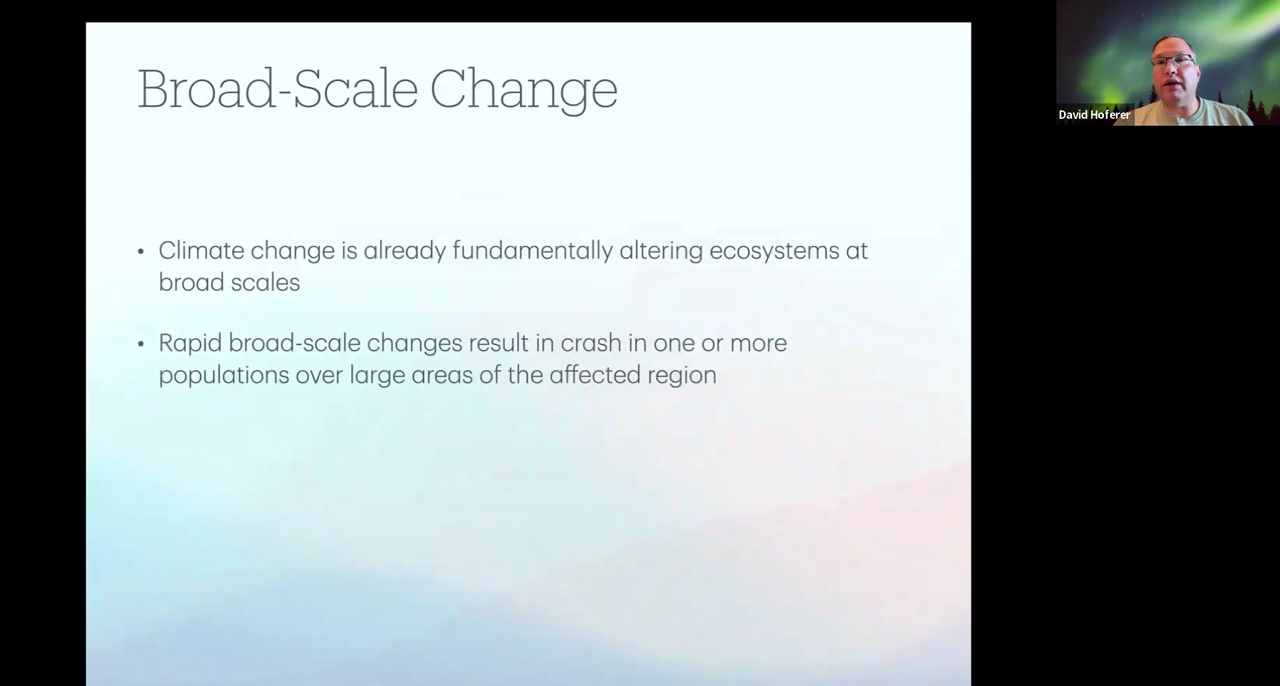 Broad-Scale Change
• Climate change is already fundamentally altering ecosystems at
broad scales
• Rapid broad-scale changes result in crash in one or more
populations over large areas of the affected region
David Hoferer